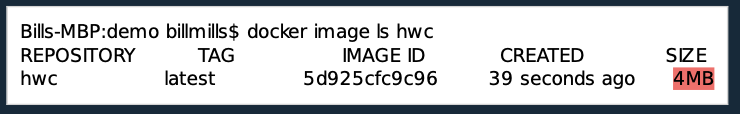 Bills-MBP:demo billmills$ docker image ls hwc
REPOSITORY TAG IMAGE ID CREATED SIZE
hwc latest 5d925cfc9c96 39 seconds ago 4MB